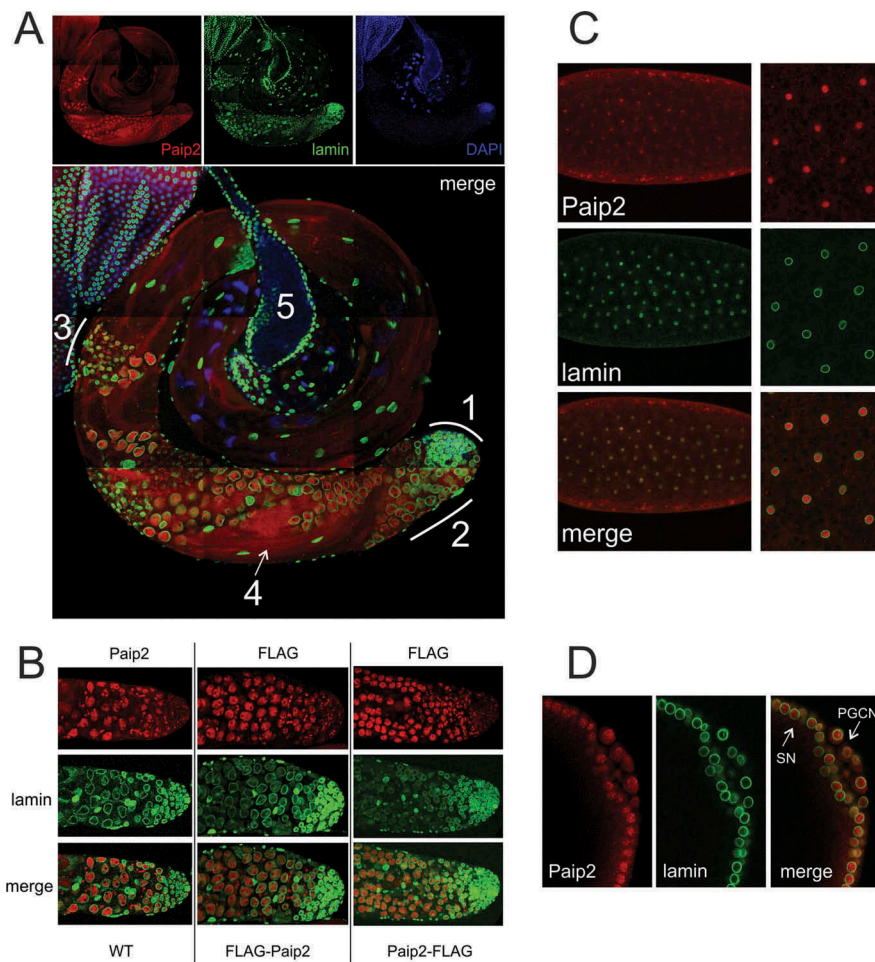 A
Paip2
lamin
DAPI
merge
1
2
3
4
5
B
Paip2
FLAG
FLAG
lamin
merge
WT
FLAG-Paip2
Paip2-FLAG
C
Paip2
lamin
merge
D
Paip2
lamin
merge
SN
PGCN